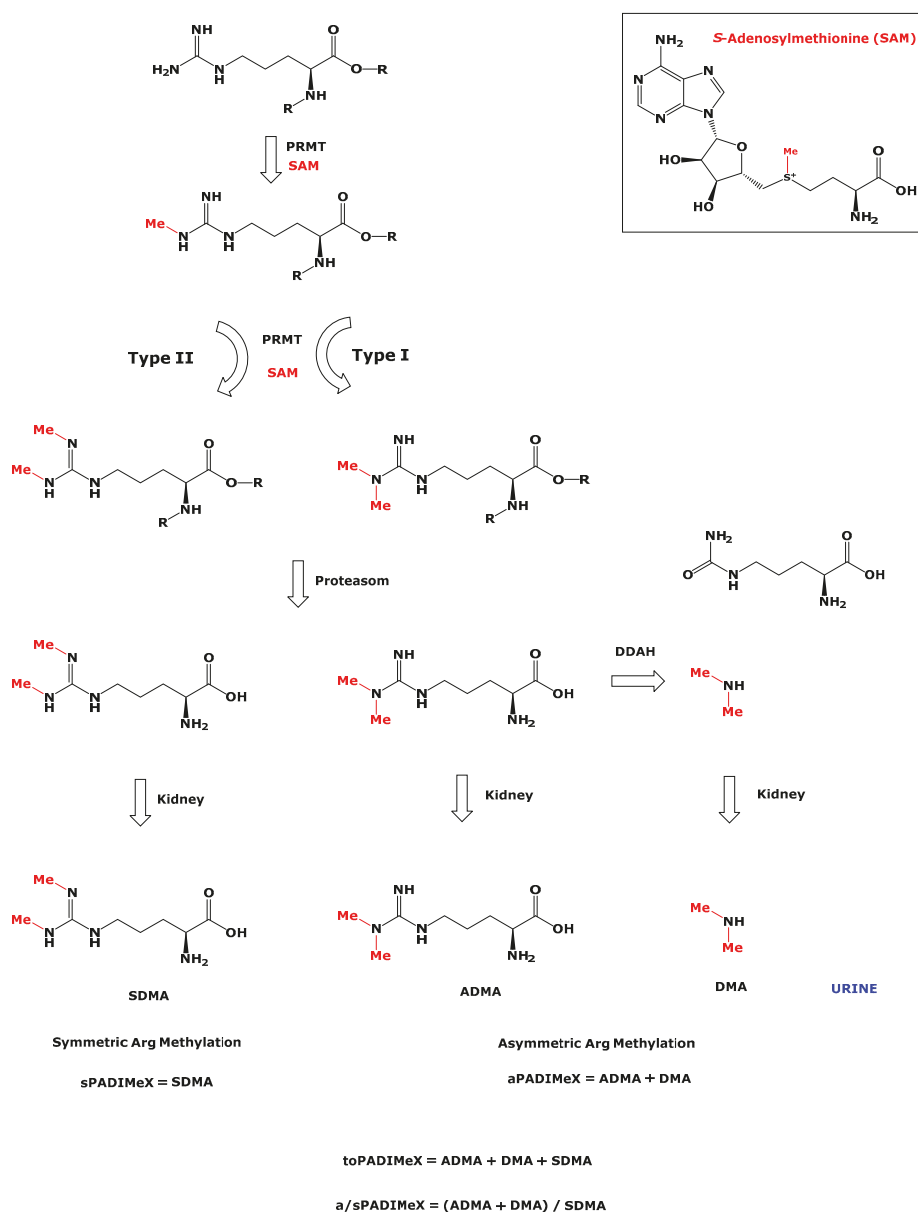 NH
O
H2N
N
H
O
R
NH
R
PRMT
SAM
S-Adenosylmethionine (SAM)
NH2
N
N
N
N
O
HO
HO
Me
S+
O
OH
NH2
NH
O
Me
N
H
N
H
O
R
NH
R
Type II
PRMT
SAM
Type I
Me
N
O
Me
N
H
N
H
O
R
NH
R
NH
O
Me
N
Me
N
H
O
R
NH
R
Proteasom
NH2
O
O
N
H
OH
NH2
Me
N
O
Me
N
H
N
H
OH
NH2
NH
O
Me
N
Me
N
H
OH
NH2
DDAH
Me
NH
Me
Kidney
Kidney
Kidney
Me
N
O
Me
N
H
N
H
OH
NH2
SDMA
NH
O
Me
N
Me
N
H
OH
NH2
ADMA
Me
NH
Me
DMA
URINE
Symmetric Arg Methylation
Asymmetric Arg Methylation
sPADIMeX = SDMA
aPADIMeX = ADMA + DMA
toPADIMeX = ADMA + DMA + SDMA
a/sPADIMeX = (ADMA + DMA) / SDMA